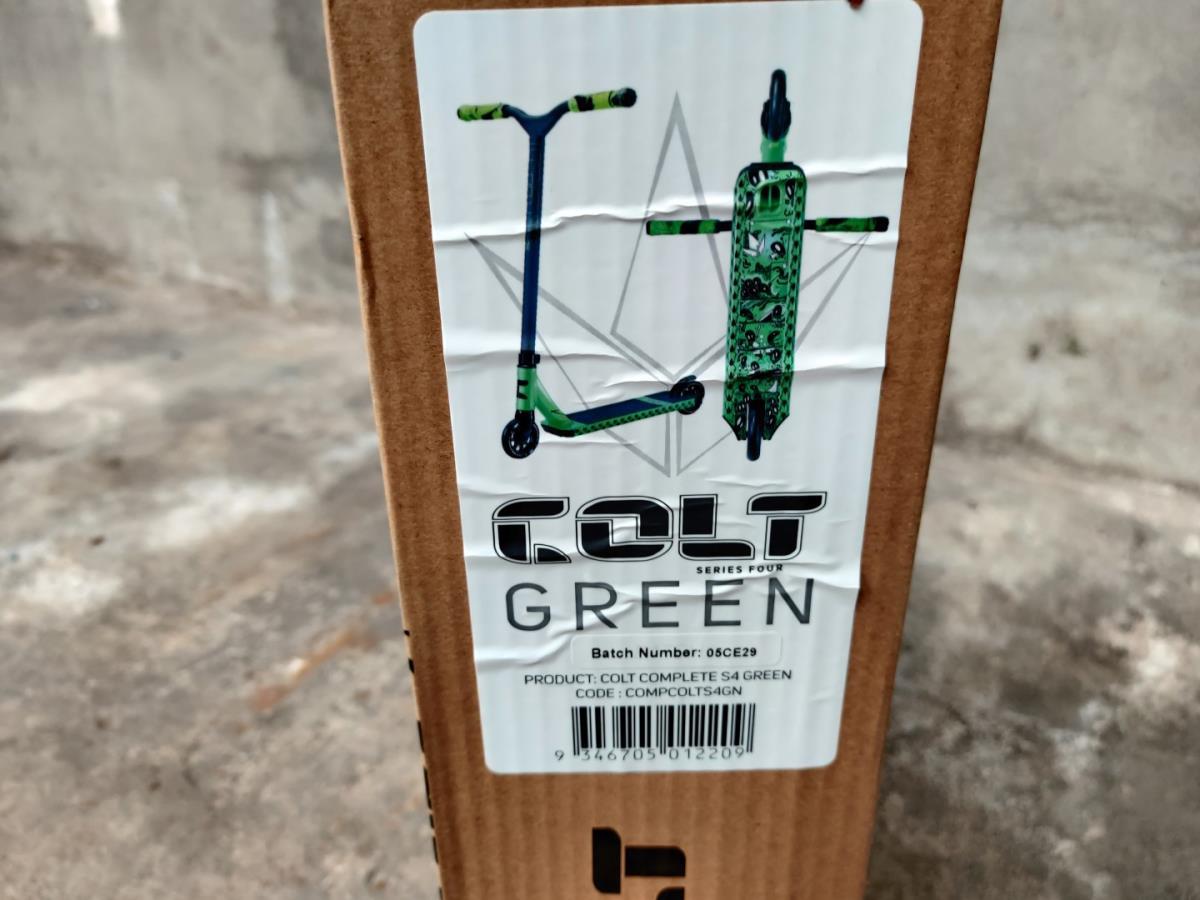 COLT
SERIES FOUR
GREEN
Batch Number: 05CE29
PRODUCT: COLT COMPLETE S4 GREEN
CODE : COMPCOLTS4GN
9 346705 012209